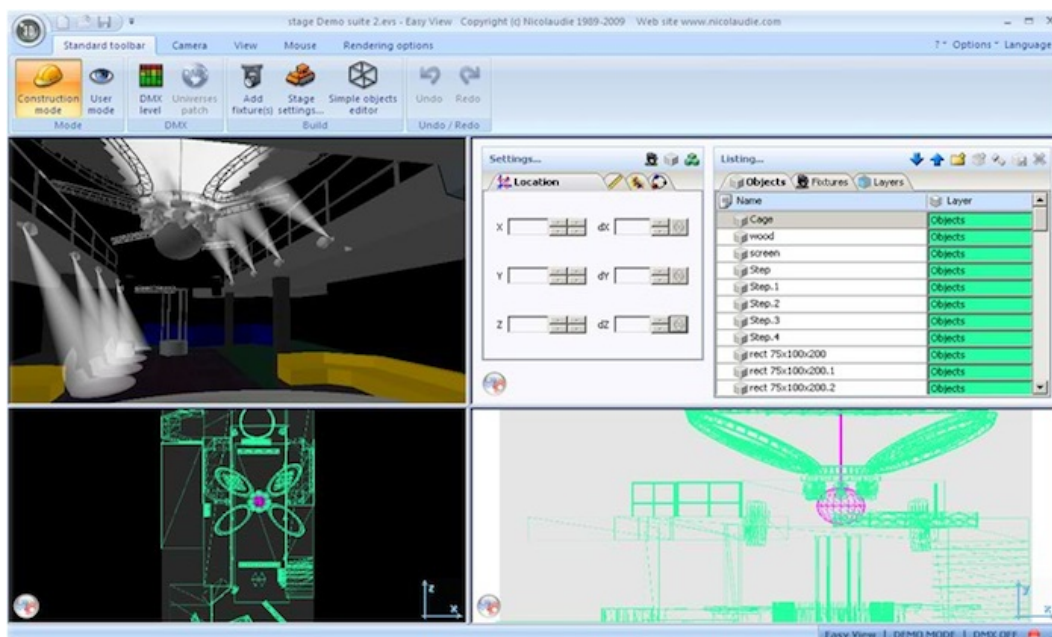 stage Demo suite 2.evs - Easy View Copyright (c) Nicolaudie 1989-2009 Web site www.nicolaudie.com
Standard toolbar Camera View Mouse Rendering options ? Options Language
Construction mode
User mode
DMX level
Universes patch
Add fixture(s)
Stage settings...
Simple objects editor
Undo
Redo
Mode DMX Build Undo / Redo
Settings...
Location
X dX
Y dY
Z dZ
Listing...
Objects Fixtures Layers
Name Layer
Cage Objects
wood Objects
screen Objects
Step Objects
Step.1 Objects
Step.2 Objects
Step.3 Objects
Step.4 Objects
rect 75x100x200 Objects
rect 75x100x200.1 Objects
rect 75x100x200.2 Objects
z
x
y
Easy View | DEMO MODE | DMX OFF